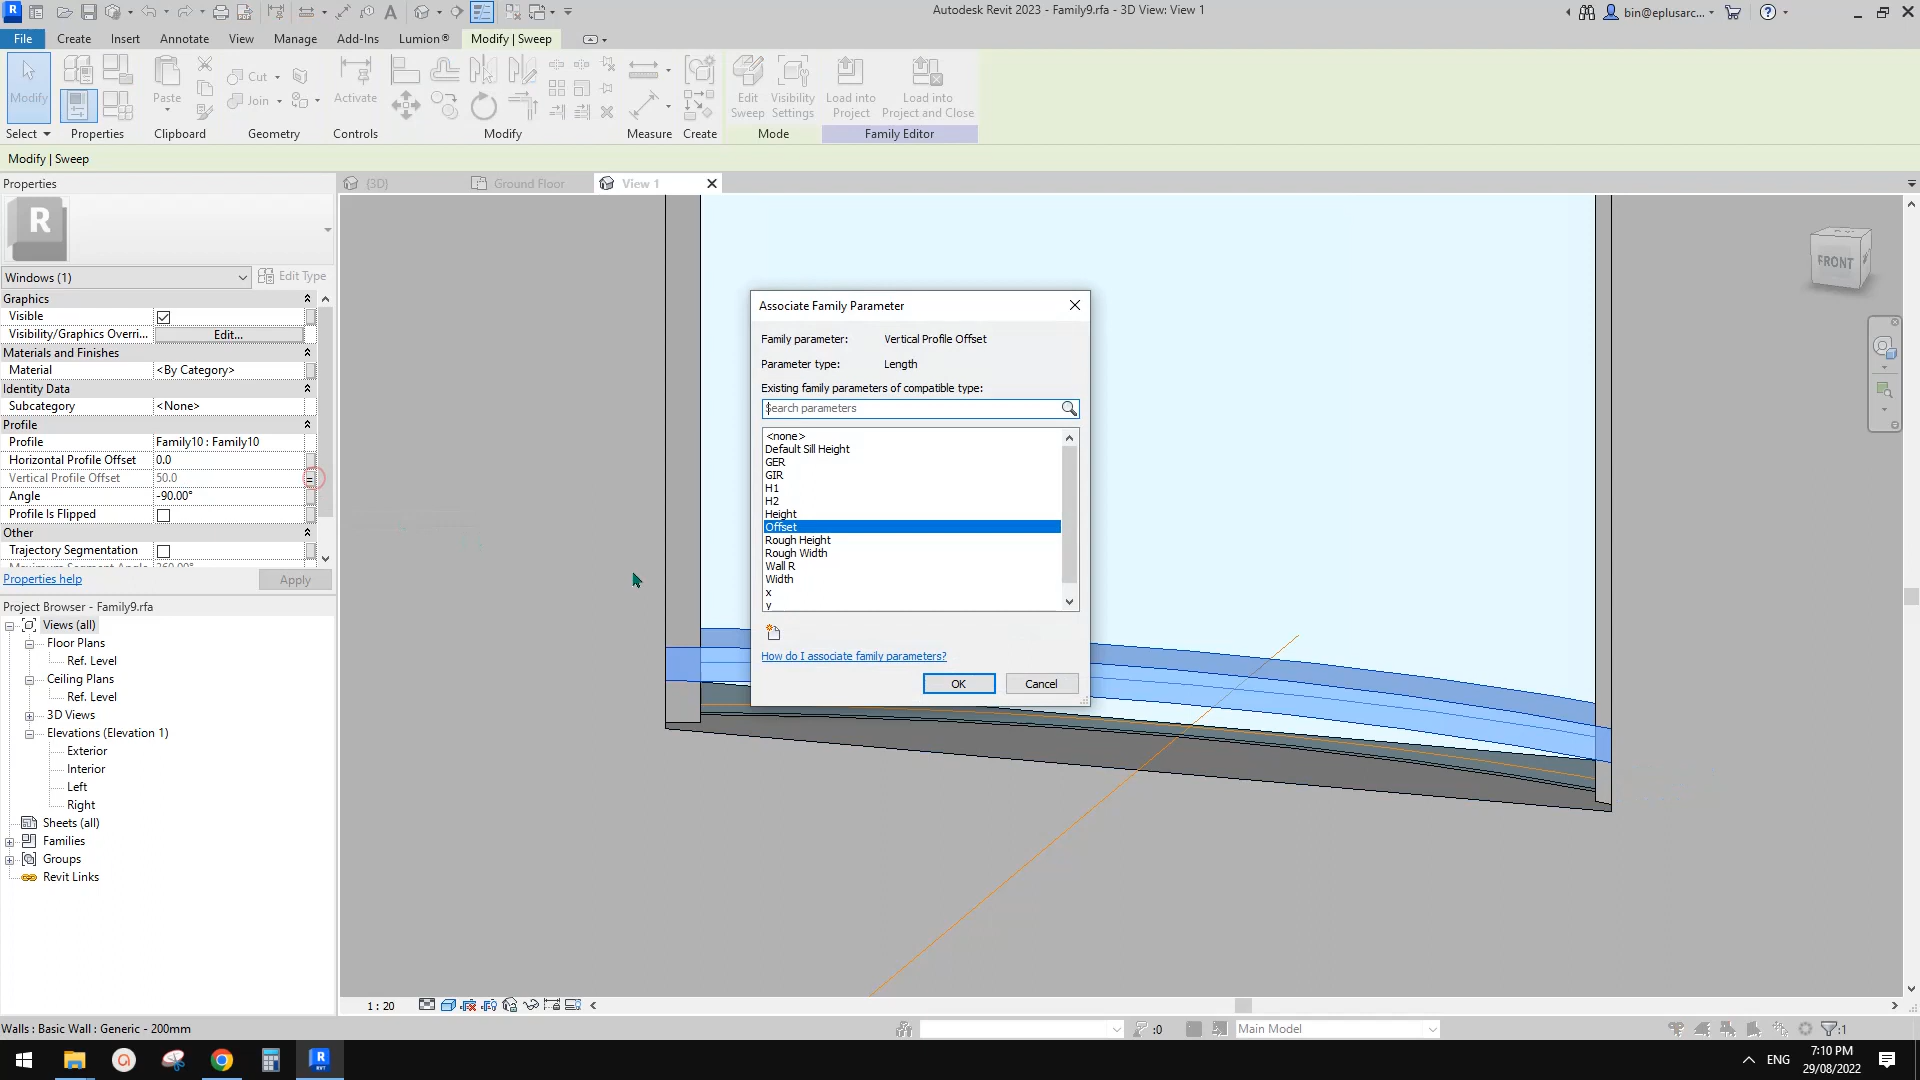 Autodesk Revit 2023 - Family9.rfa - 3D View: View 1
bin@eplusarc...
File
Create
Insert
Annotate
View
Manage
Add-Ins
Lumion®
Modify | Sweep
Modify
Paste
Cut
Join
Activate
Edit
Sweep
Visibility
Settings
Load into
Project
Load into
Project and Close
Select
Properties
Clipboard
Geometry
Controls
Modify
Measure
Create
Mode
Family Editor
Modify | Sweep
Properties
{3D}
Ground Floor
View 1
R
Windows (1)
Edit Type
Graphics
Visible
Visibility/Graphics Overri...
Edit...
Materials and Finishes
Material
<By Category>
Identity Data
Subcategory
<None>
Profile
Profile
Family10 : Family10
Horizontal Profile Offset
0.0
Vertical Profile Offset
50.0
=
Angle
-90.00°
Profile Is Flipped
Other
Trajectory Segmentation
Maximum Segment Angle
360.00°
Properties help
Apply
Project Browser - Family9.rfa
Views (all)
Floor Plans
Ref. Level
Ceiling Plans
Ref. Level
3D Views
Elevations (Elevation 1)
Exterior
Interior
Left
Right
Sheets (all)
Families
Groups
Revit Links
FRONT
Associate Family Parameter
Family parameter:
Vertical Profile Offset
Parameter type:
Length
Existing family parameters of compatible type:
Search parameters
<none>
Default Sill Height
GER
GIR
H1
H2
Height
Offset
Rough Height
Rough Width
Wall R
Width
x
y
How do I associate family parameters?
OK
Cancel
1 : 20
Walls : Basic Wall : Generic - 200mm
:0
Main Model
:1
ENG
7:10 PM
29/08/2022